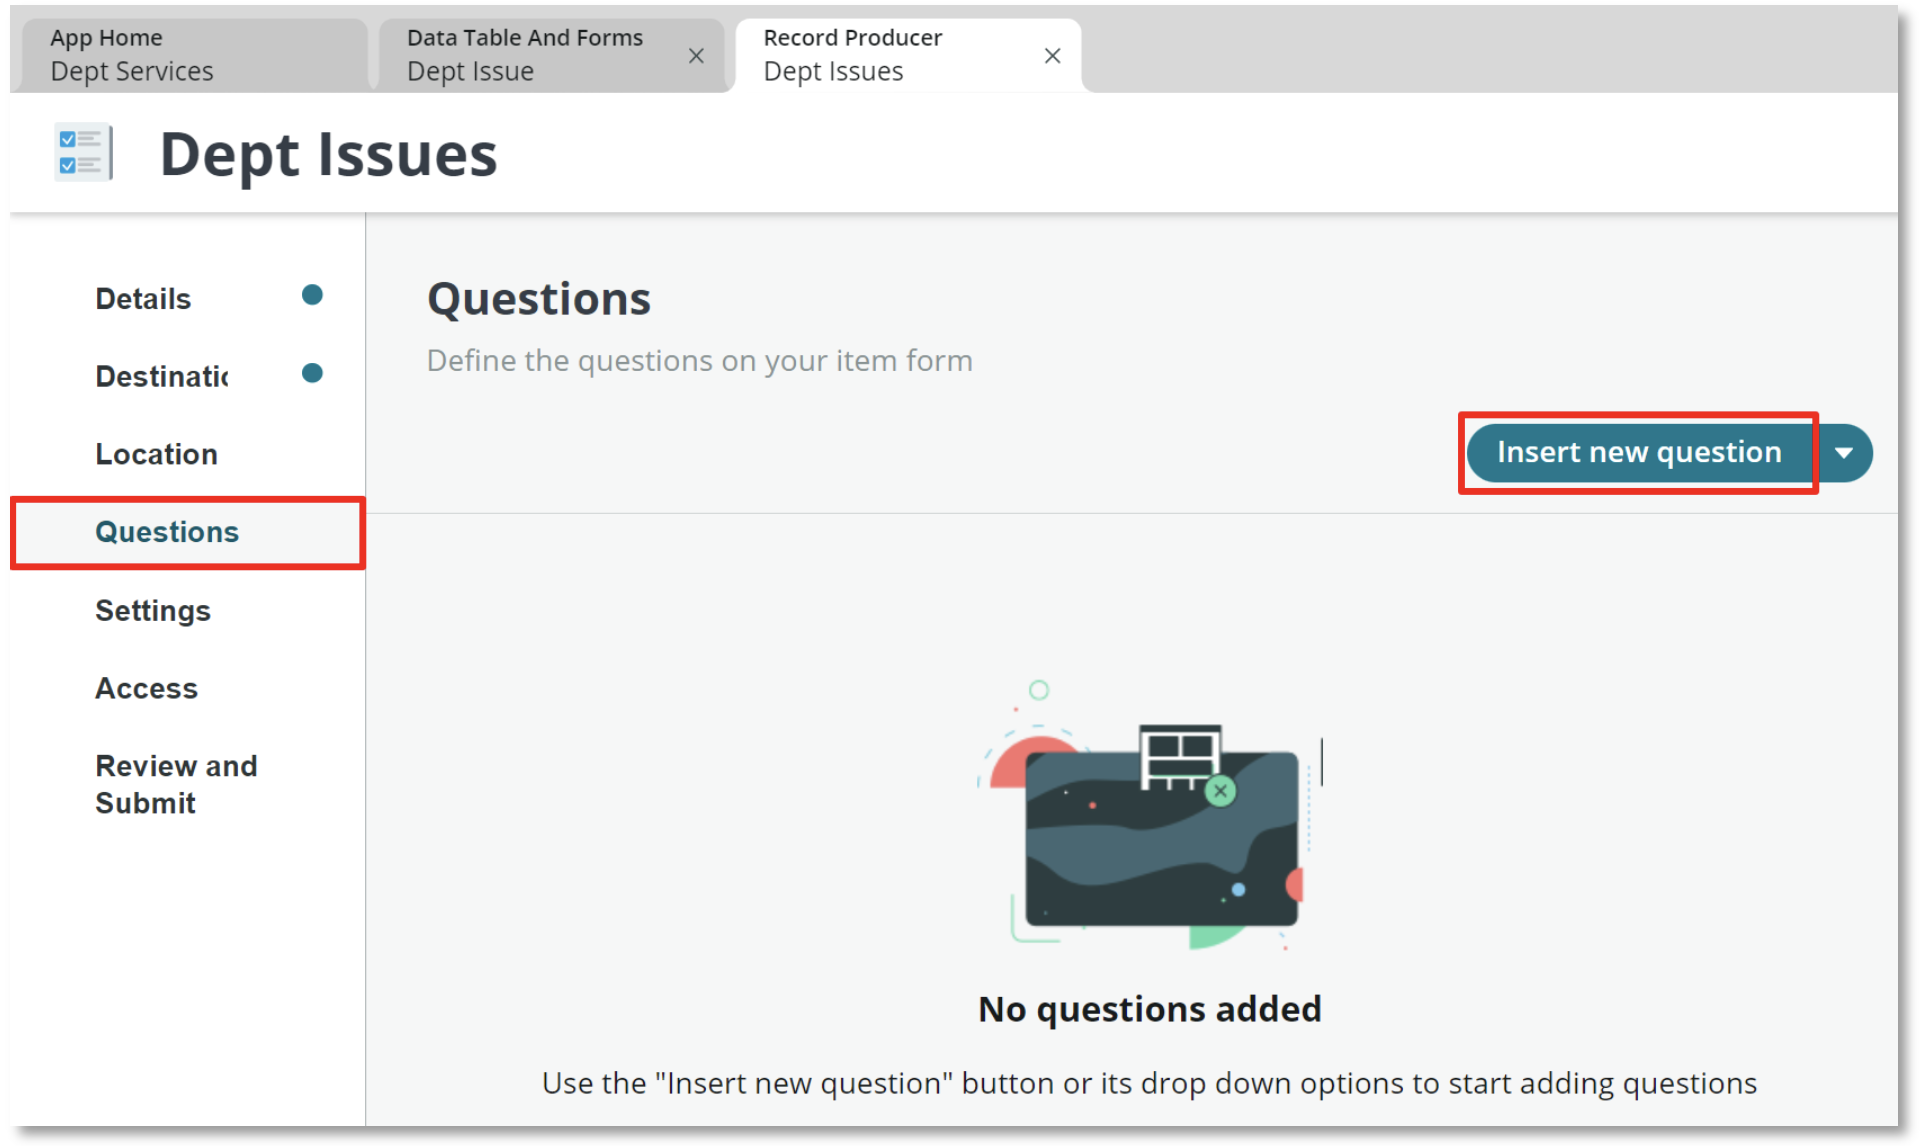 App Home
Dept Services
Data Table And Forms
Dept Issue
Record Producer
Dept Issues
Dept Issues
Details
Destinatic
Location
Questions
Settings
Access
Review and
Submit
Questions
Define the questions on your item form
Insert new question
No questions added
Use the "Insert new question" button or its drop down options to start adding questions